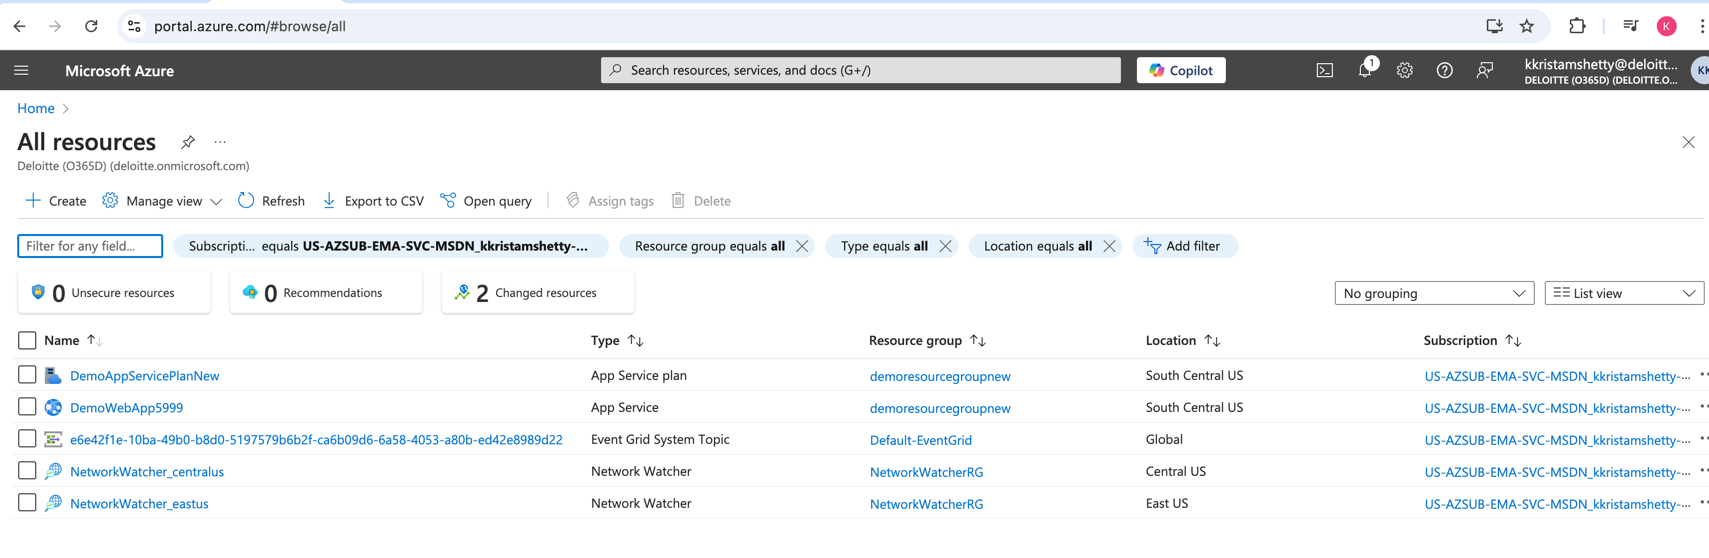 portal.azure.com/#browse/all
K
Microsoft Azure
Search resources, services, and docs (G+/)
Copilot
1
kkristamshetty@deloitt...
DELOITTE (O365D) (DELOITTE.O...
KK
Home
All resources
...
Deloitte (O365D) (deloitte.onmicrosoft.com)
Create Manage view Refresh Export to CSV Open query Assign tags Delete
Filter for any field... Subscripti... equals US-AZSUB-EMA-SVC-MSDN_kkristamshetty-... Resource group equals all Type equals all Location equals all Add filter
0 Unsecure resources 0 Recommendations 2 Changed resources No grouping List view
Name Type Resource group Location Subscription
DemoAppServicePlanNew App Service plan demoresourcegroupnew South Central US US-AZSUB-EMA-SVC-MSDN_kkristamshetty-...
DemoWebApp5999 App Service demoresourcegroupnew South Central US US-AZSUB-EMA-SVC-MSDN_kkristamshetty-...
e6e42f1e-10ba-49b0-b8d0-5197579b6b2f-ca6b09d6-6a58-4053-a80b-ed42e8989d22 Event Grid System Topic Default-EventGrid Global US-AZSUB-EMA-SVC-MSDN_kkristamshetty-...
NetworkWatcher_centralus Network Watcher NetworkWatcherRG Central US US-AZSUB-EMA-SVC-MSDN_kkristamshetty-...
NetworkWatcher_eastus Network Watcher NetworkWatcherRG East US US-AZSUB-EMA-SVC-MSDN_kkristamshetty-...